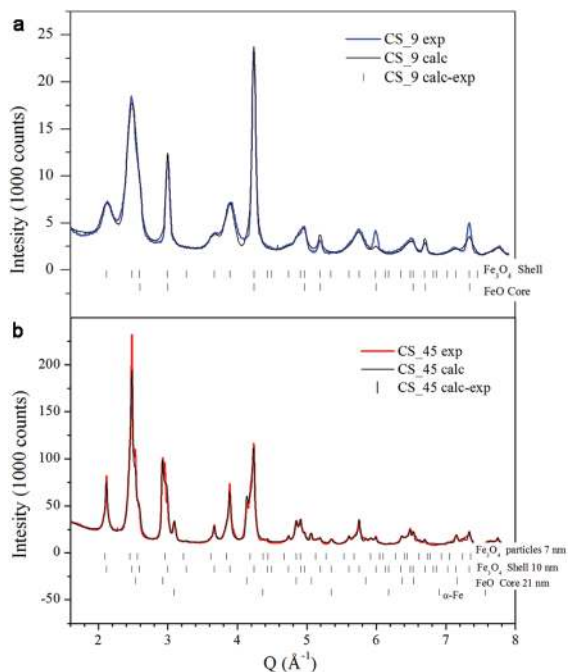 a
25
20
15
10
5
0
Intesity (1000 counts)
CS_9 exp
CS_9 calc
CS_9 calc-exp
Fe₃O₄ Shell
FeO Core
b
200
150
100
50
0
-50
Intesity (1000 counts)
CS_45 exp
CS_45 calc
CS_45 calc-exp
Fe₃O₄ particles 7 nm
Fe₃O₄ Shell 10 nm
FeO Core 21 nm
α-Fe
2 3 4 5 6 7 8
Q (Å⁻¹)